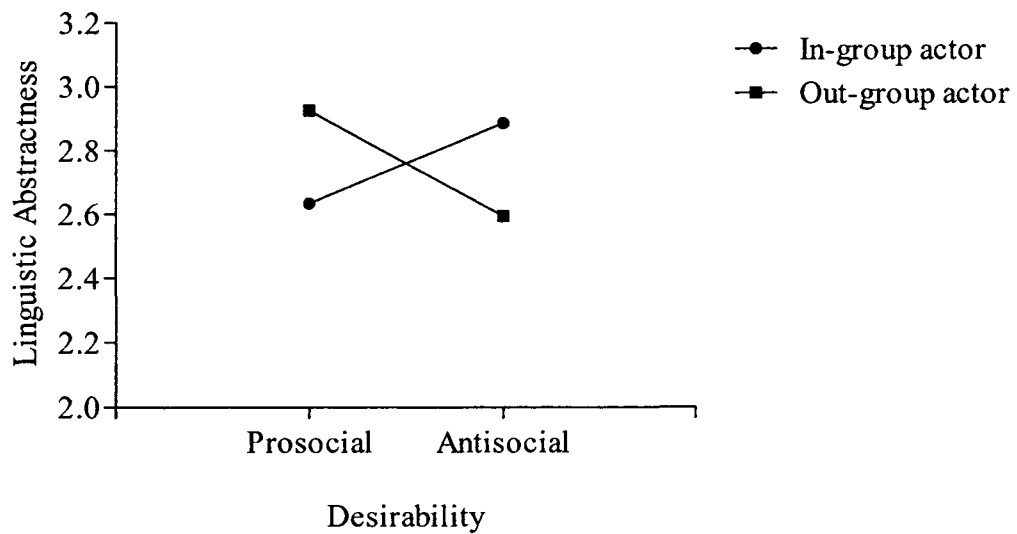 3.2
3.0
2.8
2.6
2.4
2.2
2.0
Linguistic Abstractness
Prosocial
Antisocial
Desirability
In-group actor
Out-group actor